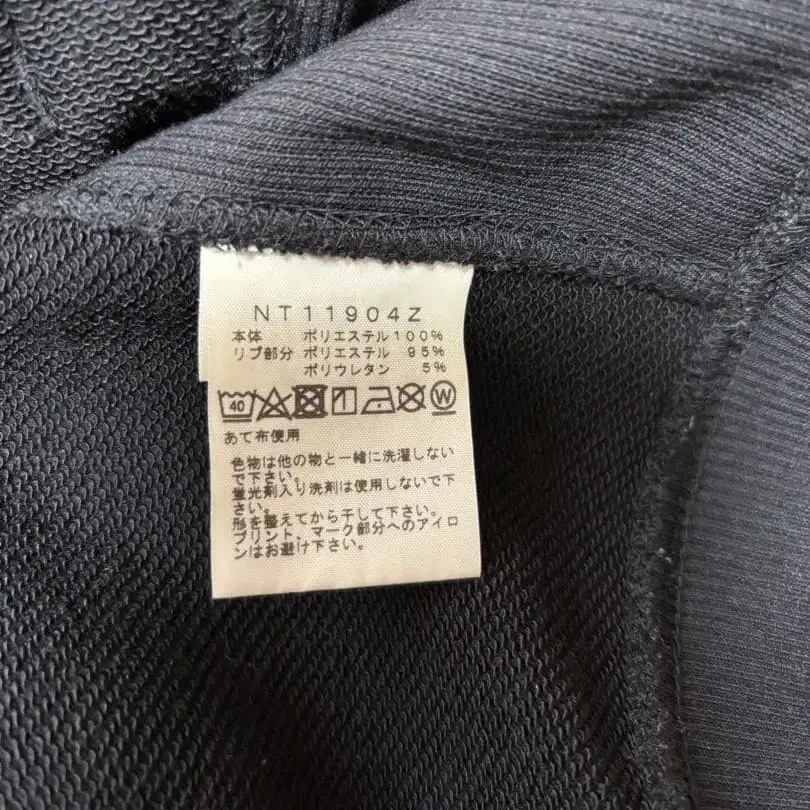 NT11904Z
本体 ポリエステル100%
リブ部分 ポリエステル 95%
ポリウレタン 5%
40 W
あて布使用
色物は他の物と一緒に洗濯しない
で下さい。
蛍光剤入り洗剤は使用しないで下
さい。
形を整えてから干して下さい。
プリント、マーク部分へのアイロ
ンはお避け下さい。